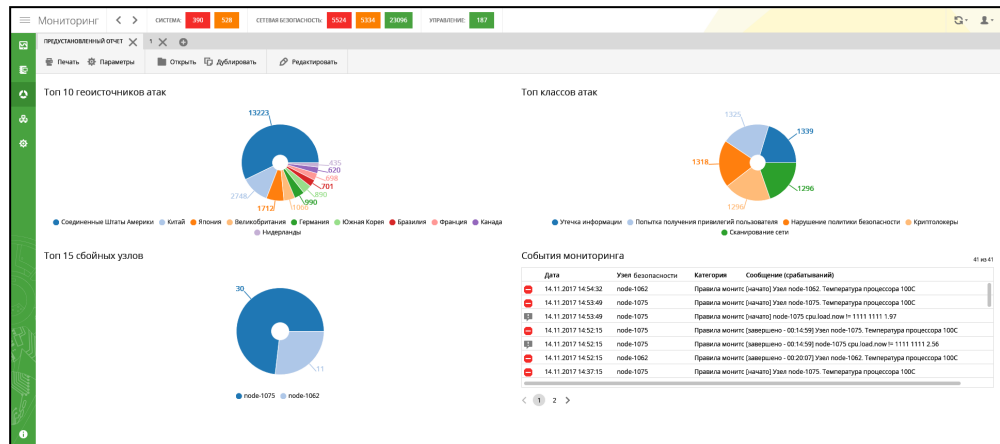 Мониторинг СИСТЕМА: 390 528 СЕТЕВАЯ БЕЗОПАСНОСТЬ: 5524 5334 23096 УПРАВЛЕНИЕ: 187
ПРЕДУСТАНОВЛЕННЫЙ ОТЧЕТ 1
Печать Параметры Открыть Дублировать Редактировать
Топ 10 геоисточников атак
13223
435
620
698
701
890
990
1066
1712
2748
Соединенные Штаты Америки Китай Япония Великобритания Германия Южная Корея Бразилия Франция Канада
Нидерланды
Топ классов атак
1325
1339
1318
1296
1296
Утечка информации Попытка получения привилегий пользователя Нарушение политики безопасности Криптолокеры
Сканирование сети
Топ 15 сбойных узлов
30
11
node-1075 node-1062
События мониторинга
41 из 41
Дата Узел безопасности Категория Сообщение (срабатываний)
14.11.2017 14:54:32 node-1062 Правила монитс [начато] Узел node-1062. Температура процессора 100С
14.11.2017 14:53:49 node-1075 Правила монитс [начато] Узел node-1075. Температура процессора 100С
14.11.2017 14:53:49 node-1075 Правила монитс [начато] node-1075 cpu.load.now != 1111 1111 1.97
14.11.2017 14:52:15 node-1075 Правила монитс [завершено - 00:14:59] Узел node-1075. Температура процессора 100С
14.11.2017 14:52:15 node-1075 Правила монитс [завершено - 00:14:59] node-1075 cpu.load.now != 1111 1111 2.56
14.11.2017 14:52:15 node-1062 Правила монитс [завершено - 00:20:07] Узел node-1062. Температура процессора 100С
14.11.2017 14:37:15 node-1075 Правила монитс [начато] Узел node-1075. Температура процессора 100С
1 2